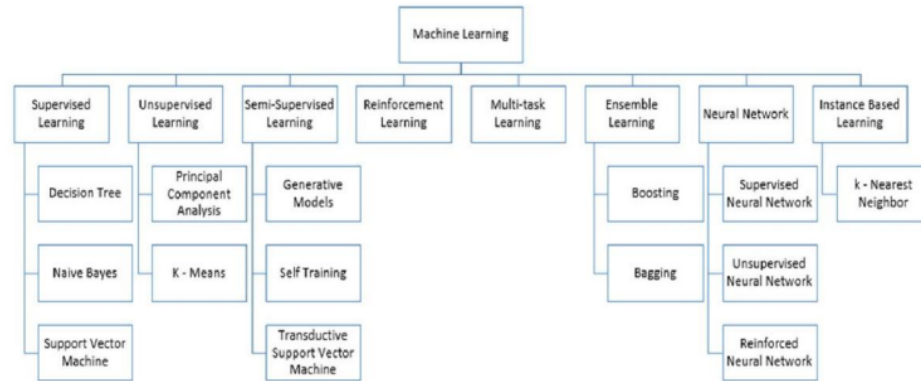 Machine Learning
Supervised
Learning
Unsupervised
Learning
Semi-Supervised
Learning
Reinforcement
Learning
Multi-task
Learning
Ensemble
Learning
Neural Network
Instance Based
Learning
Decision Tree
Naive Bayes
Support Vector
Machine
Principal
Component
Analysis
K - Means
Generative
Models
Self Training
Transductive
Support Vector
Machine
Boosting
Bagging
Supervised
Neural Network
Unsupervised
Neural Network
Reinforced
Neural Network
k - Nearest
Neighbor